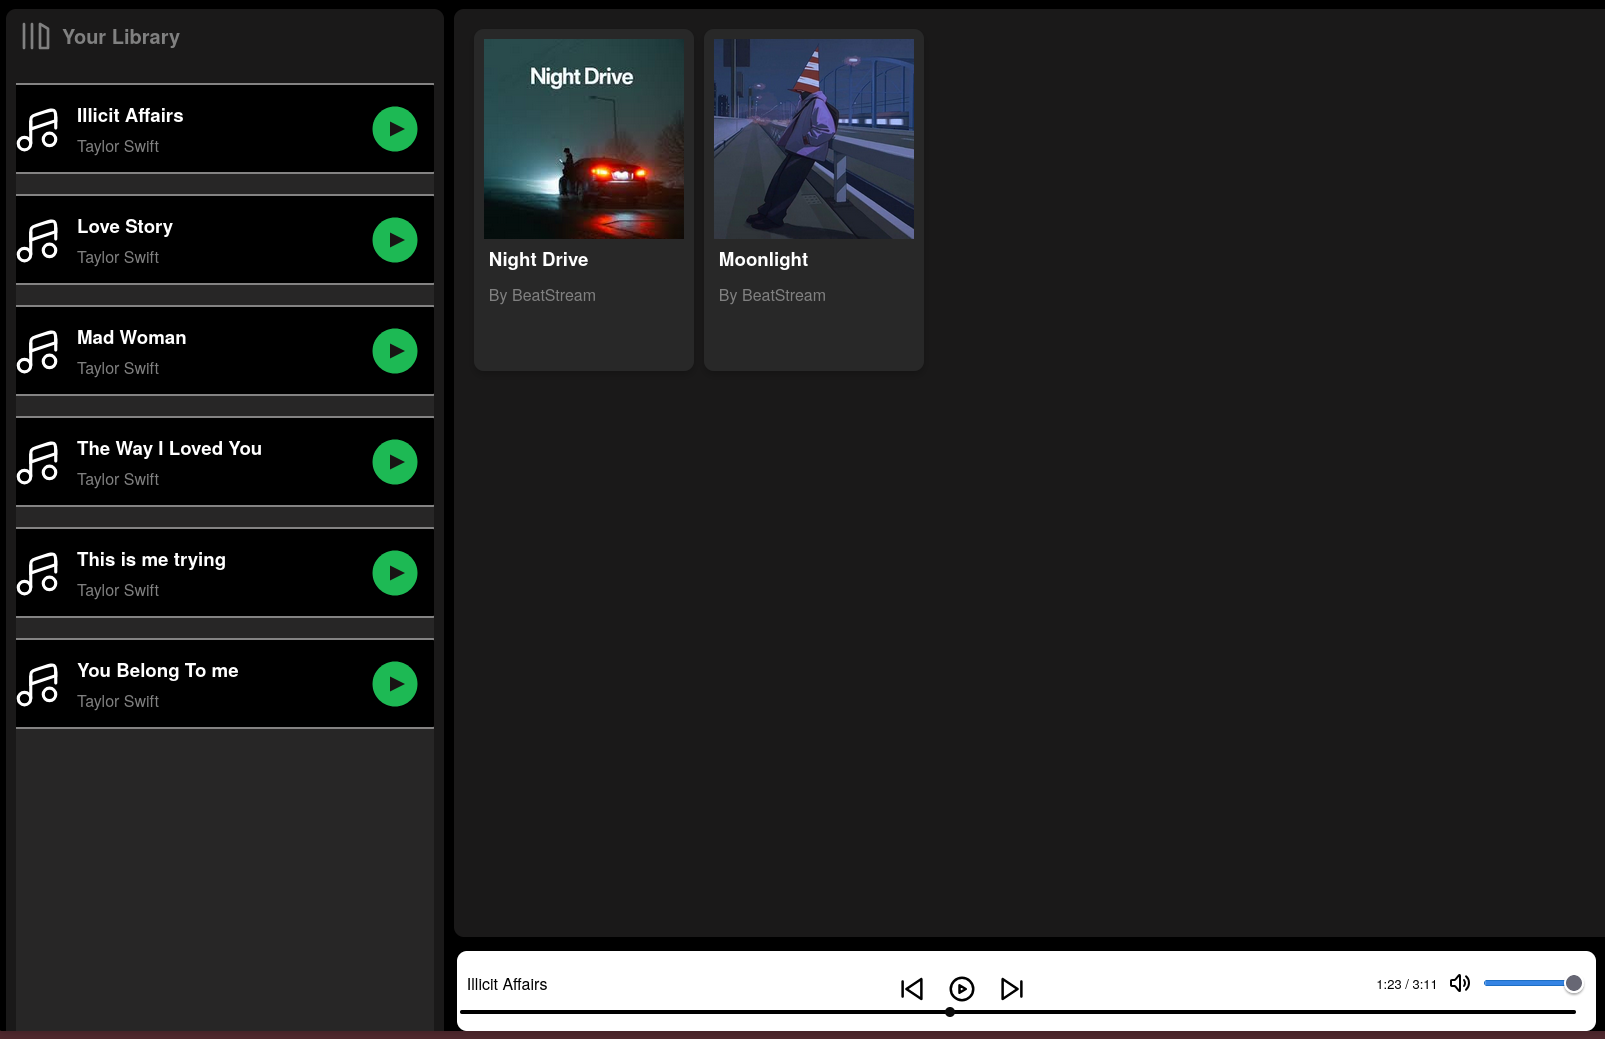 Your Library
Illicit Affairs
Taylor Swift
Love Story
Taylor Swift
Mad Woman
Taylor Swift
The Way I Loved You
Taylor Swift
This is me trying
Taylor Swift
You Belong To me
Taylor Swift
Night Drive
Night Drive
By BeatStream
Moonlight
By BeatStream
Illicit Affairs
1:23 / 3:11